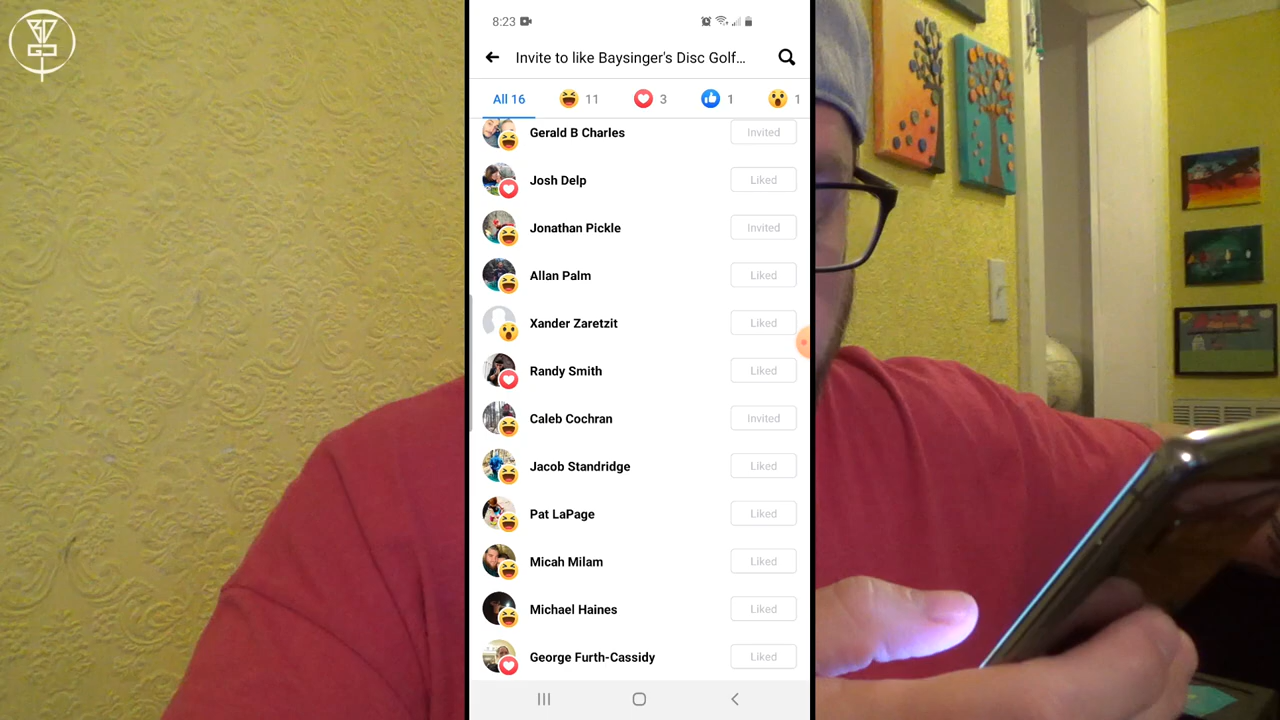 BD
GC
8:23
Invite to like Baysinger's Disc Golf...
All 16 11 3 1 1
Gerald B Charles Invited
Josh Delp Liked
Jonathan Pickle Invited
Allan Palm Liked
Xander Zaretzit Liked
Randy Smith Liked
Caleb Cochran Invited
Jacob Standridge Liked
Pat LaPage Liked
Micah Milam Liked
Michael Haines Liked
George Furth-Cassidy Liked